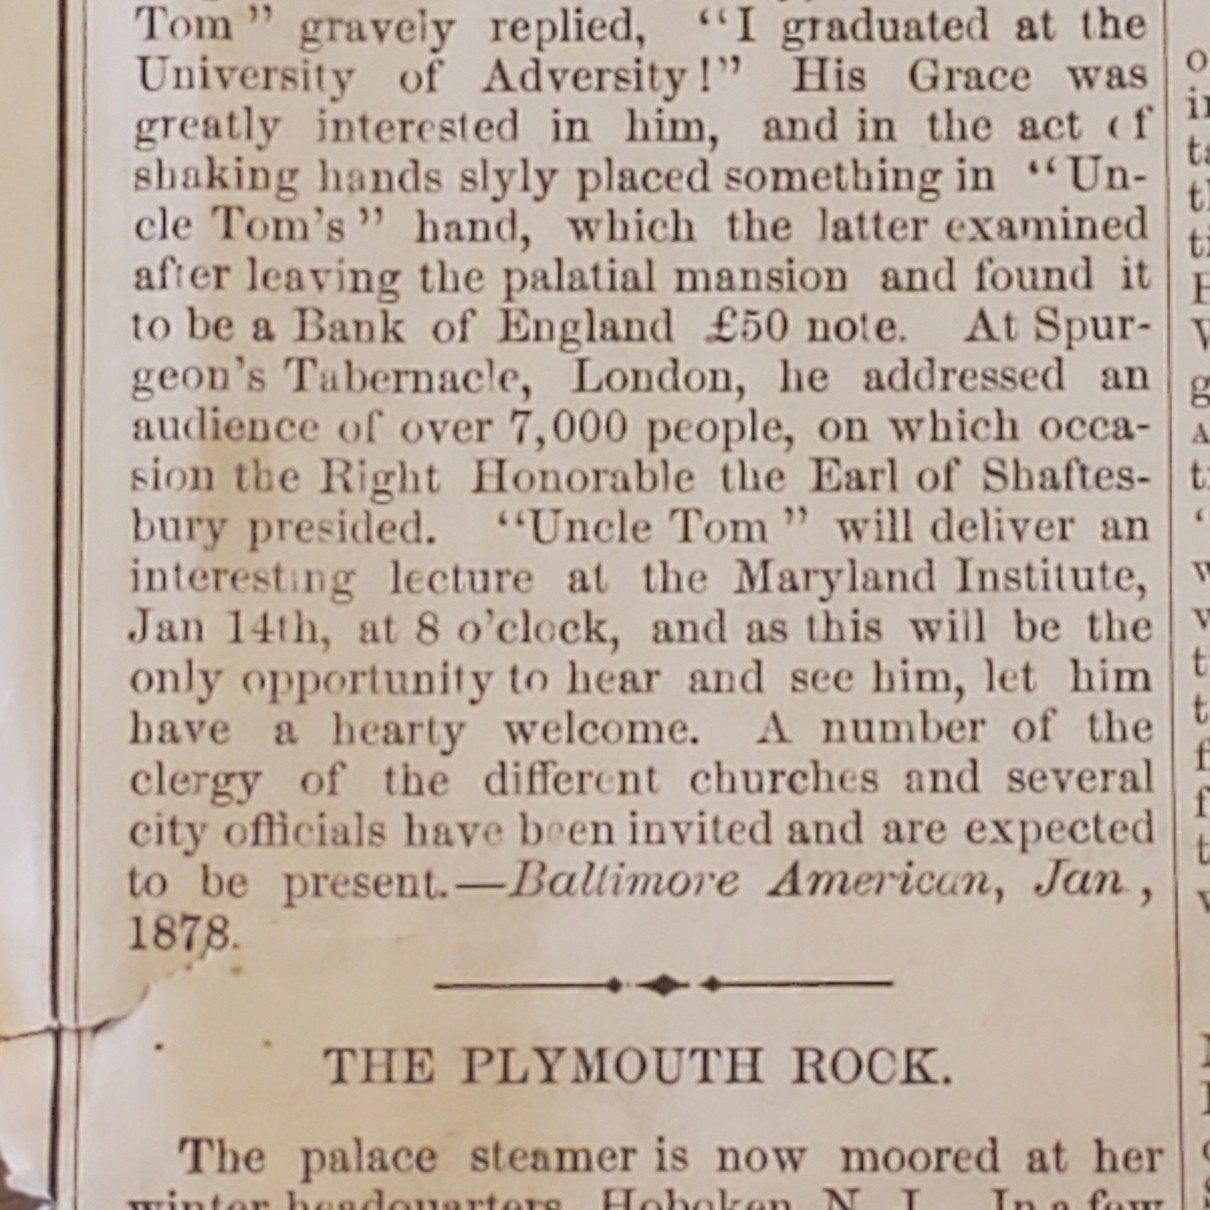 Tom” gravely replied, “I graduated at the
University of Adversity!” His Grace was
greatly interested in him, and in the act of
shaking hands slyly placed something in “Un-
cle Tom's” hand, which the latter examined
after leaving the palatial mansion and found it
to be a Bank of England £50 note. At Spur-
geon's Tabernacle, London, he addressed an
audience of over 7,000 people, on which occa-
sion the Right Honorable the Earl of Shaftes-
bury presided. “Uncle Tom” will deliver an
interesting lecture at the Maryland Institute,
Jan 14th, at 8 o'clock, and as this will be the
only opportunity to hear and see him, let him
have a hearty welcome. A number of the
clergy of the different churches and several
city officials have been invited and are expected
to be present.—Baltimore American, Jan.,
1878.
THE PLYMOUTH ROCK.
The palace steamer is now moored at her
winter headquarters, Hoboken, N. J. In a few